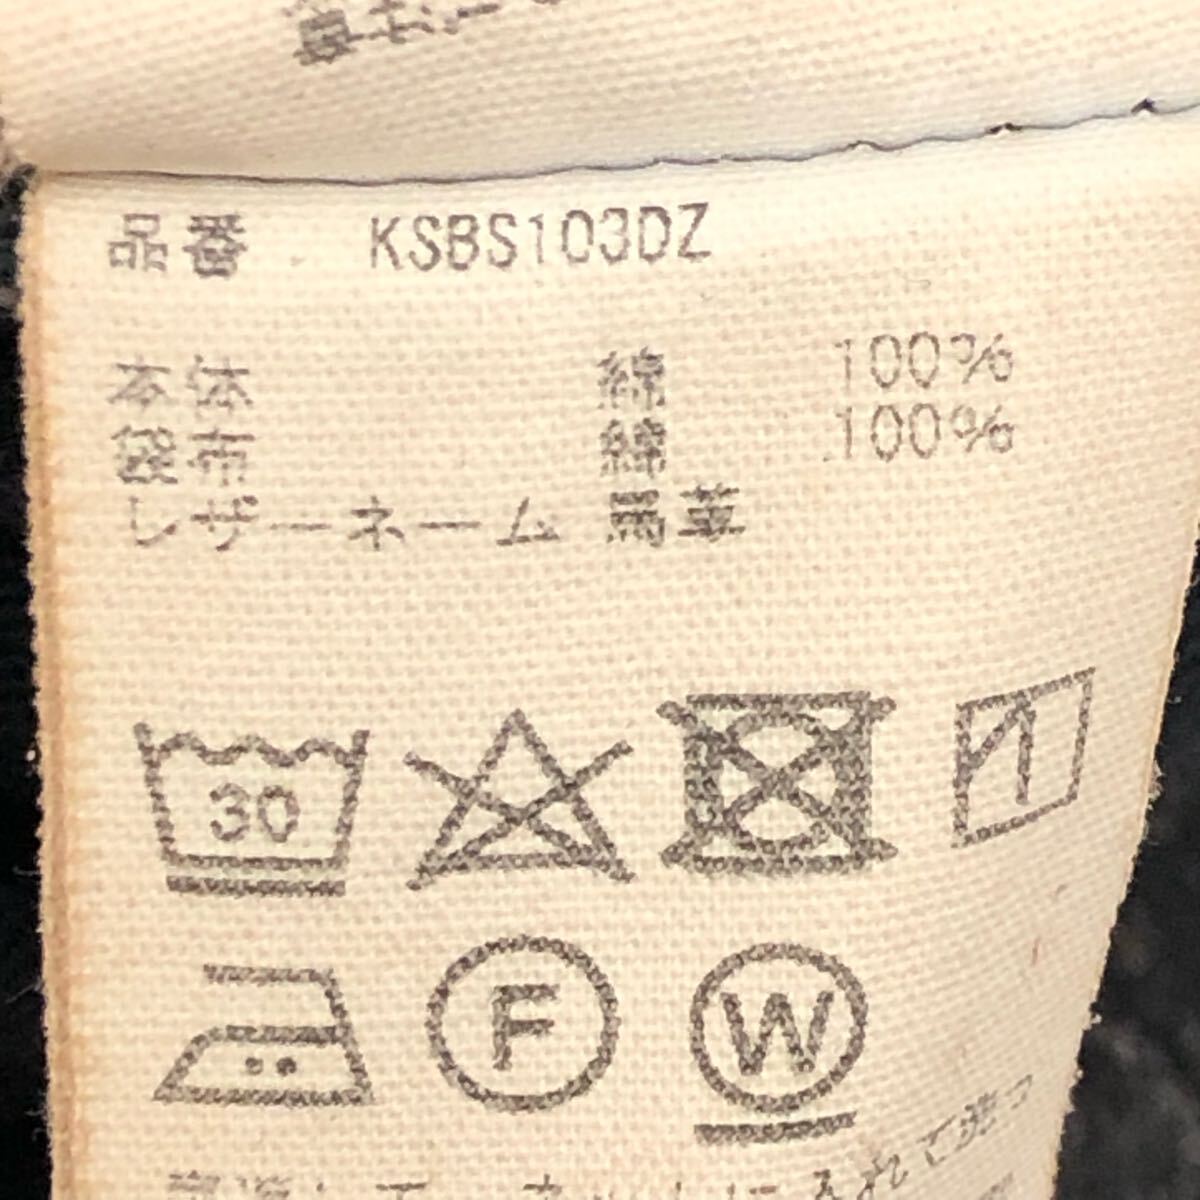 品番 KSBS103DZ
本体 綿 100%
袋布 綿 100%
レザーネーム 馬革
30
F
W